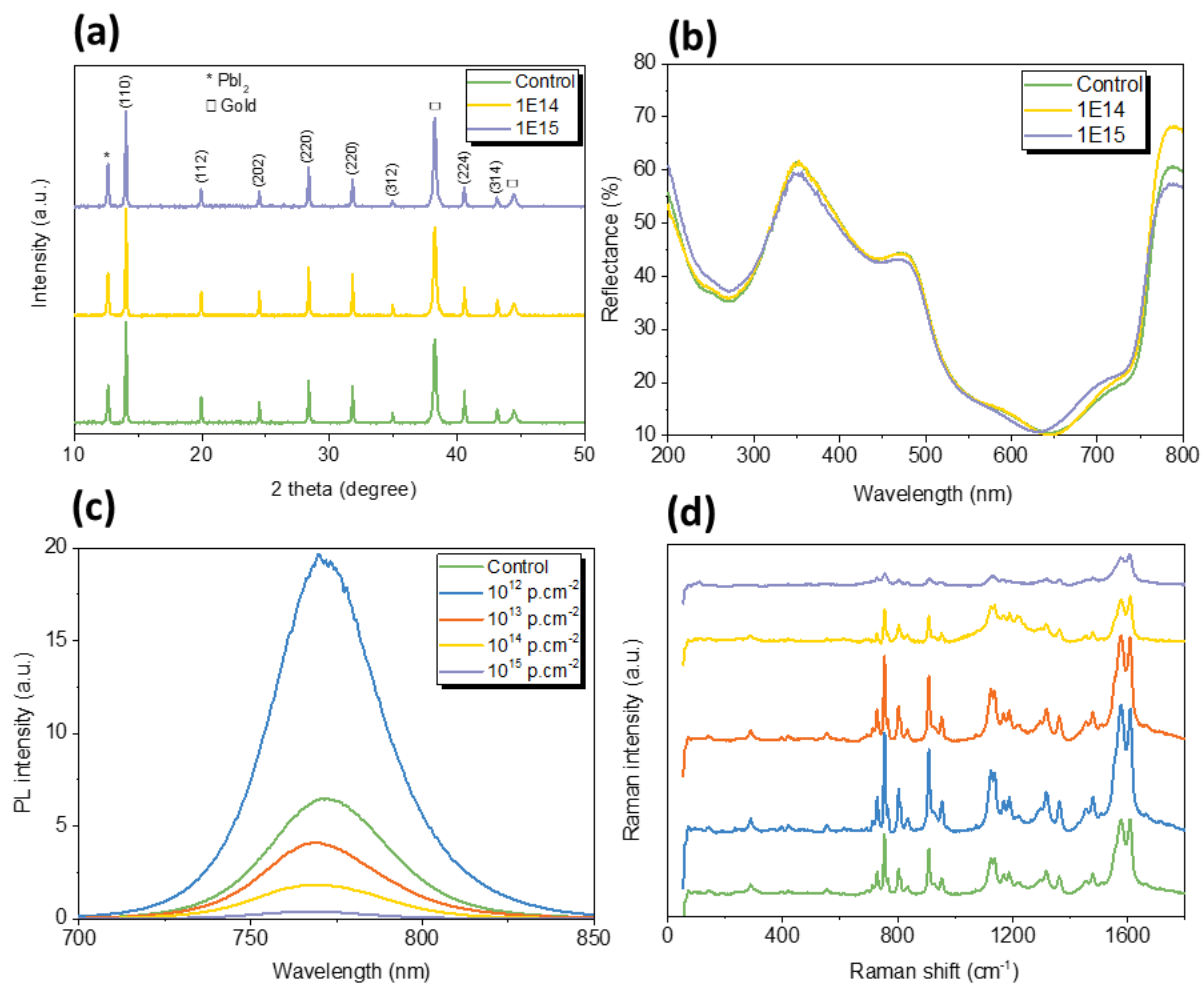 (a)
* PbI2
□ Gold
Control
1E14
1E15
*
(110)
(112)
(202)
(220)
(220)
(312)
□
(224)
(314)
□
Intensity (a.u.)
10 20 30 40 50
2 theta (degree)
(b)
Control
1E14
1E15
80
70
60
50
40
30
20
10
Reflectance (%)
200 300 400 500 600 700 800
Wavelength (nm)
(c)
Control
10^12 p.cm^-2
10^13 p.cm^-2
10^14 p.cm^-2
10^15 p.cm^-2
20
15
10
5
0
PL intensity (a.u.)
700 750 800 850
Wavelength (nm)
(d)
Raman intensity (a.u.)
0 400 800 1200 1600
Raman shift (cm^-1)